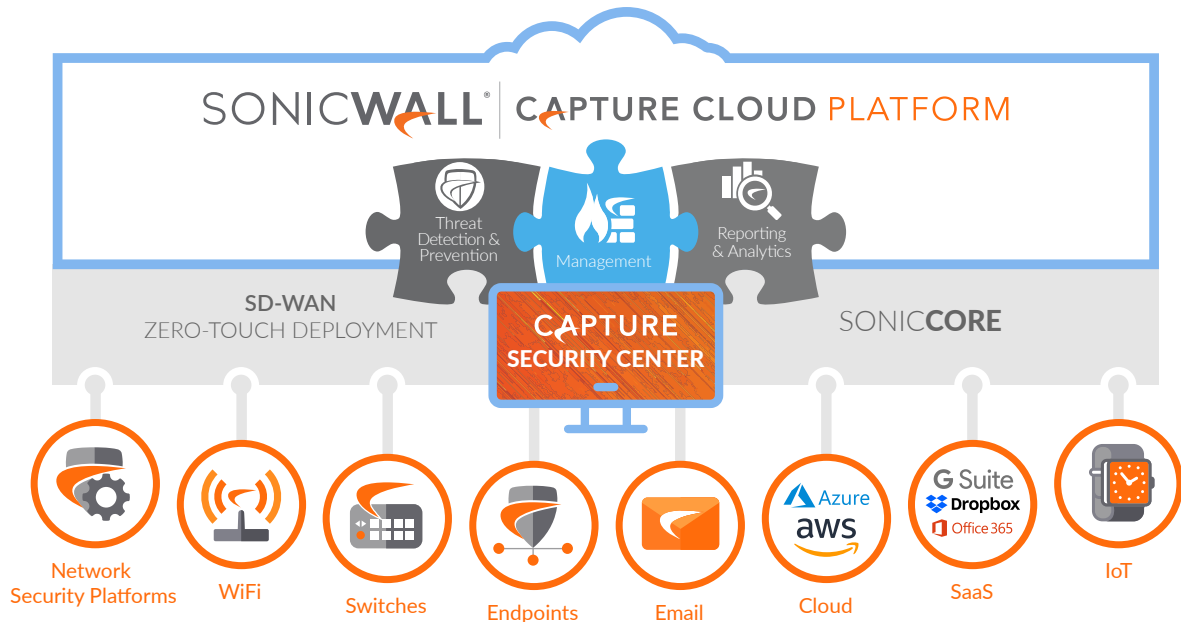 SONICWALL® | CAPTURE CLOUD PLATFORM
Threat
Detection &
Prevention
Management
Reporting
& Analytics
SD-WAN
ZERO-TOUCH DEPLOYMENT
CAPTURE
SECURITY CENTER
SONICCORE
Network
Security Platforms
WiFi
Switches
Endpoints
Email
Azure
aws
Cloud
G Suite
Dropbox
Office 365
SaaS
IoT